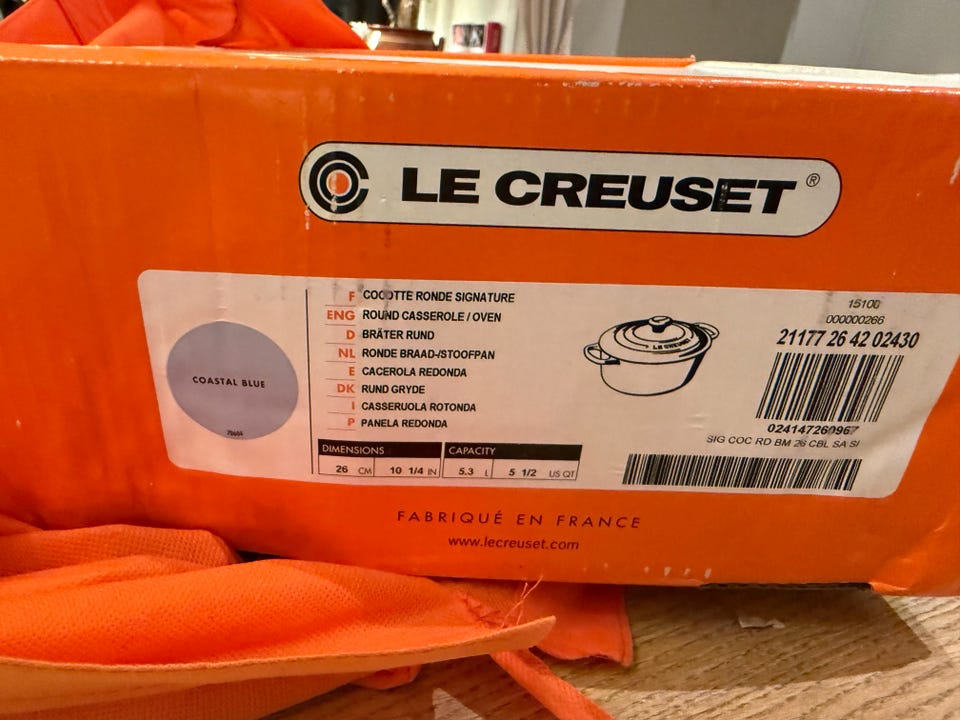 LE CREUSET ®
COASTAL BLUE
F COCOTTE RONDE SIGNATURE
ENG ROUND CASSEROLE / OVEN
D BRÄTER RUND
NL RONDE BRAAD-/STOOFPAN
E CACEROLA REDONDA
DK RUND GRYDE
I CASSERUOLA ROTONDA
P PANELA REDONDA
DIMENSIONS CAPACITY
26 CM 10 1/4 IN 5.3 L 5 1/2 US QT
LE CREUSET
15100
000000266
21177 26 42 02430
024147260967
SIG COC RD BM 26 CBL SA SI
FABRIQUÉ EN FRANCE
www.lecreuset.com